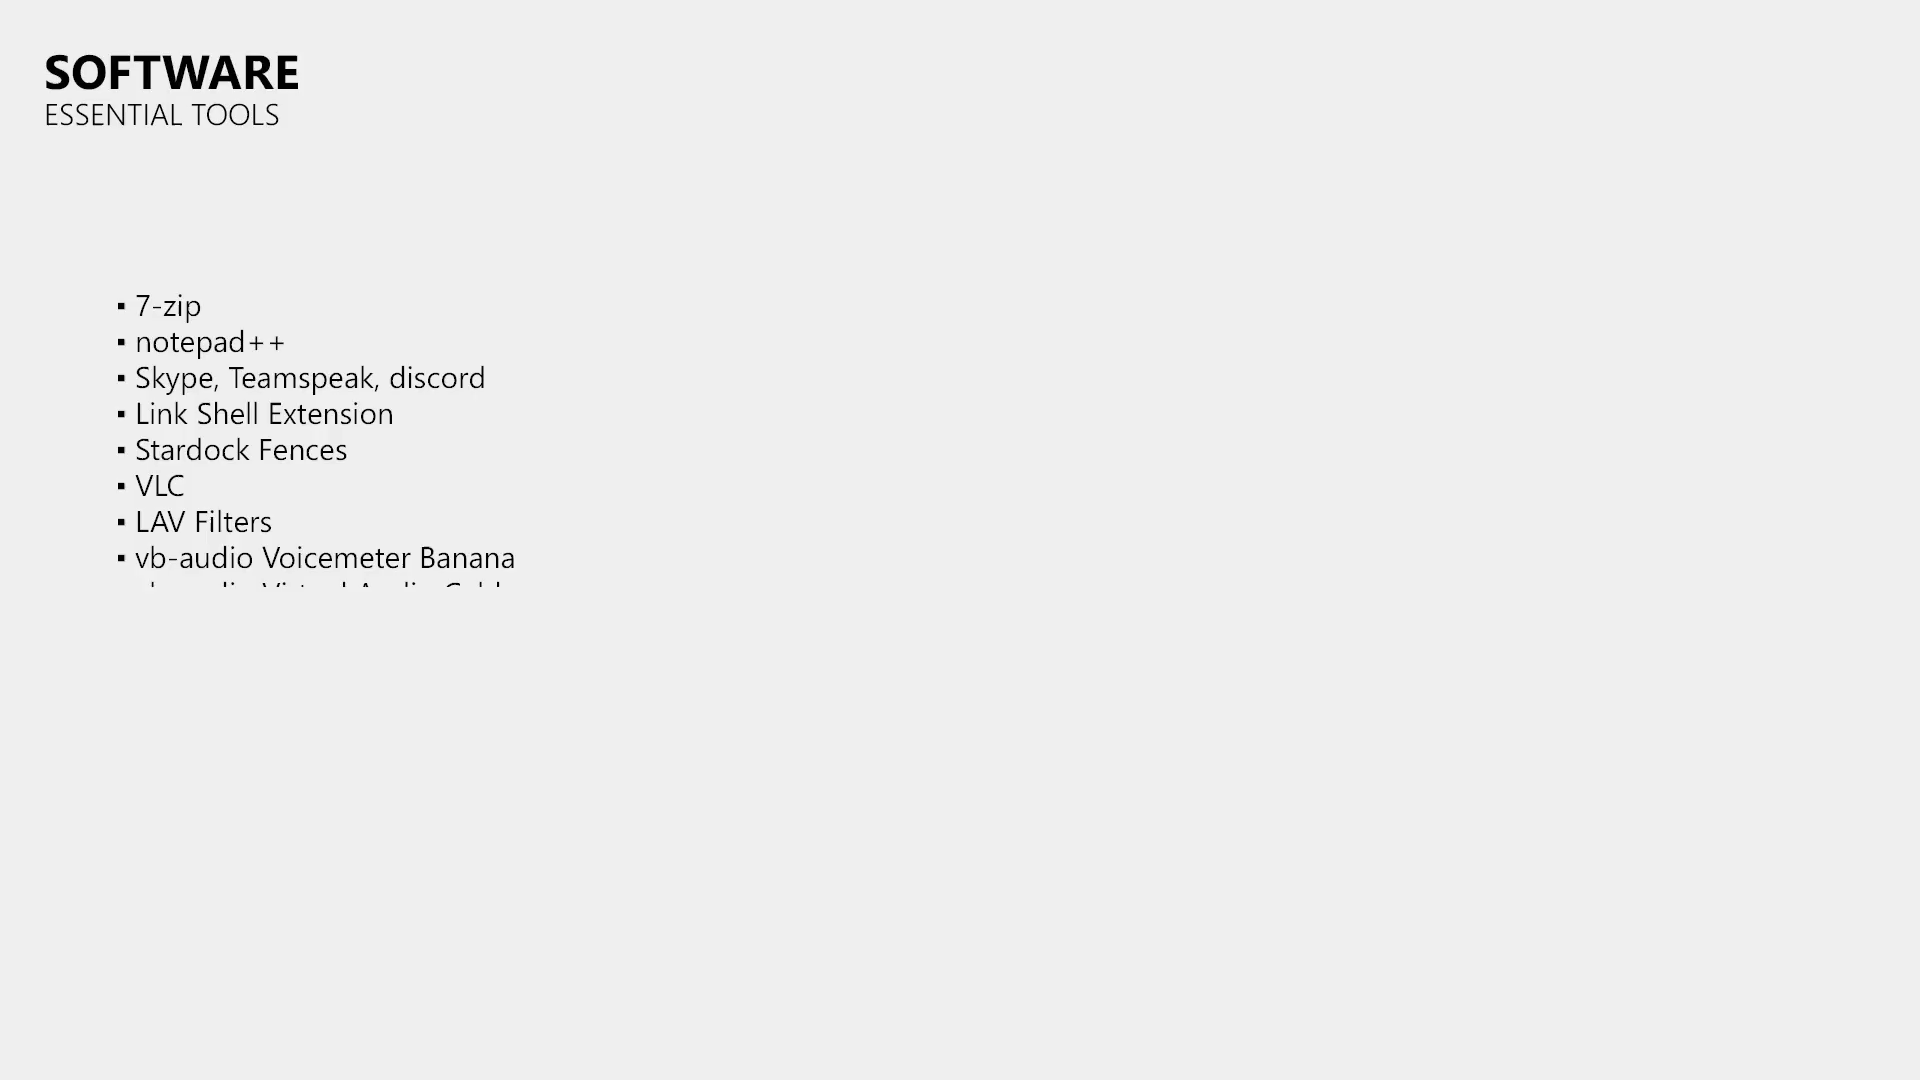 SOFTWARE
ESSENTIAL TOOLS
▪ 7-zip
▪ notepad++
▪ Skype, Teamspeak, discord
▪ Link Shell Extension
▪ Stardock Fences
▪ VLC
▪ LAV Filters
▪ vb-audio Voicemeter Banana